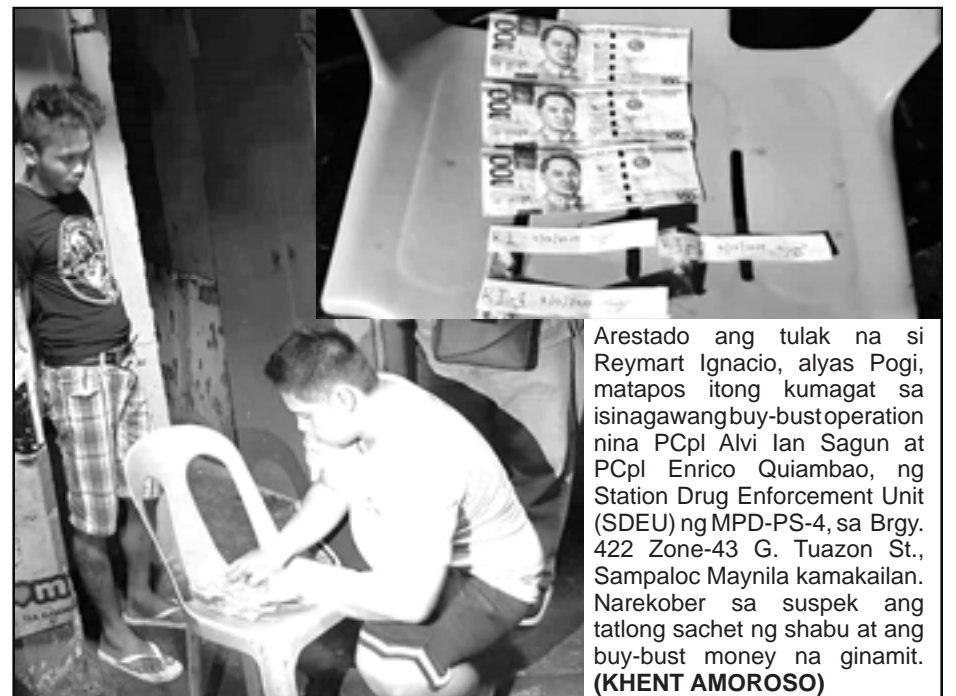 100
100
100
100
100
100
Arestado ang tulak na si
Reymart Ignacio, alyas Pogi,
matapos itong kumagat sa
isinagawang buy-bust operation
nina PCpl Alvi Ian Sagun at
PCpl Enrico Quiambao, ng
Station Drug Enforcement Unit
(SDEU) ng MPD-PS-4, sa Brgy.
422 Zone-43 G. Tuazon St.,
Sampaloc Maynila kamakailan.
Narekober sa suspek ang
tatlong sachet ng shabu at ang
buy-bust money na ginamit.
(KHENT AMOROSO)